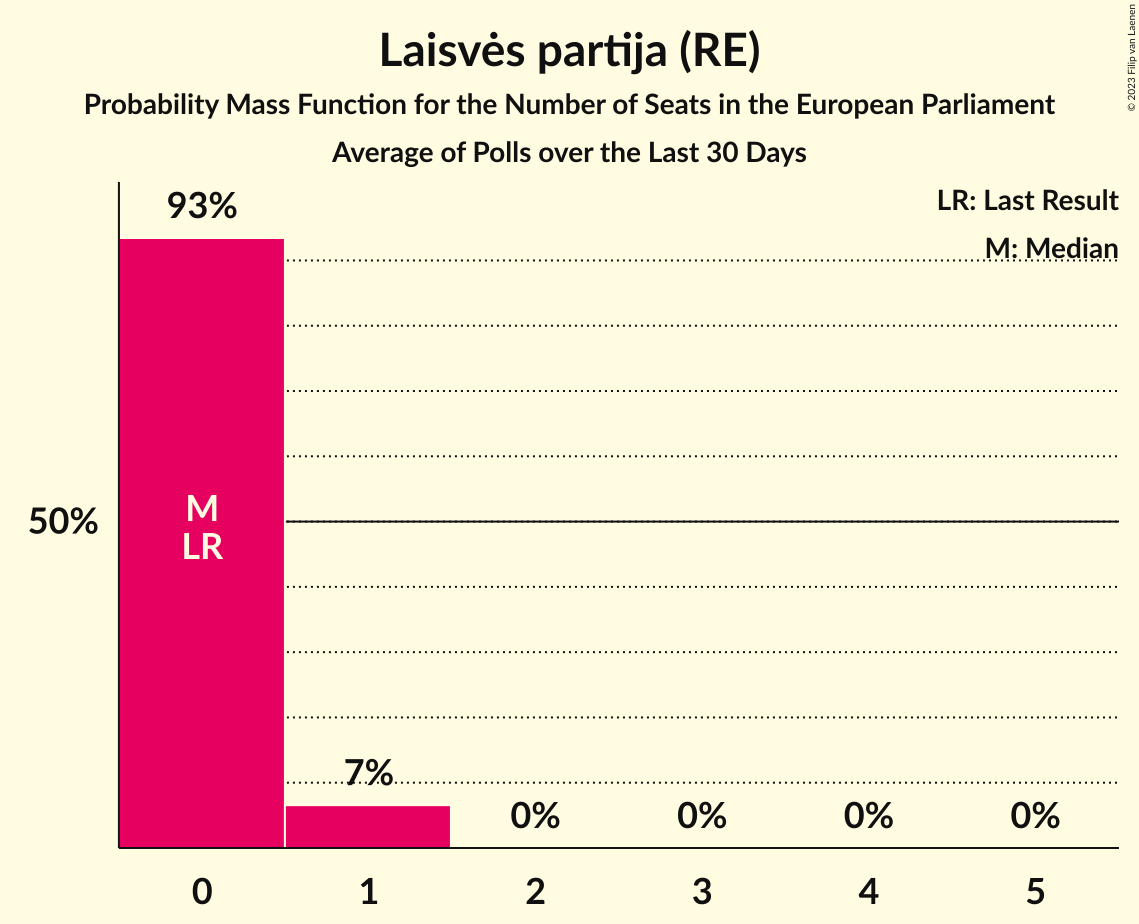 Laisvės partija (RE)
Probability Mass Function for the Number of Seats in the European Parliament
Average of Polls over the Last 30 Days
© 2023 Filip van Laenen
LR: Last Result
M: Median
93%
50%
M
LR
7%
0%
0%
0%
0%
0
1
2
3
4
5